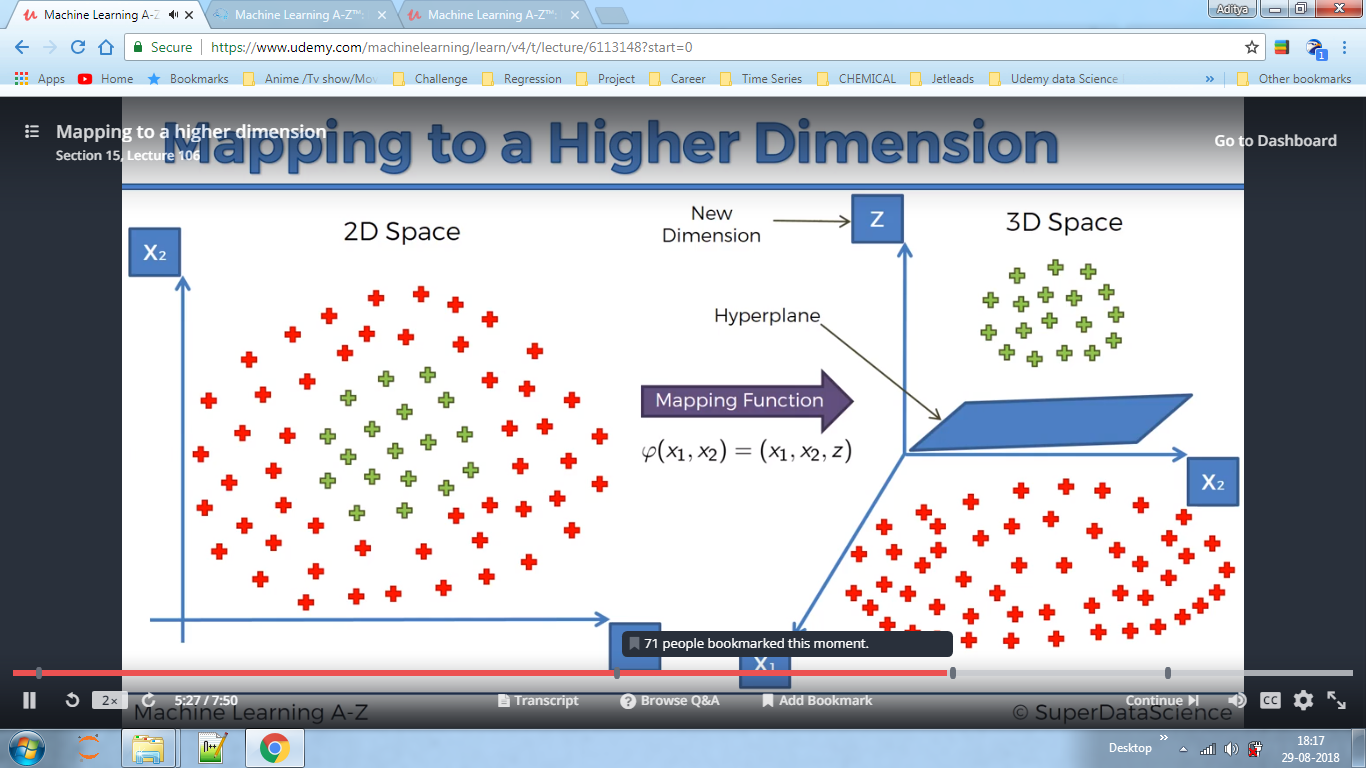 Machine Learning A-Z
Machine Learning A-Z™:
Machine Learning A-Z™:
Aditya
Secure
https://www.udemy.com/machinelearning/learn/v4/t/lecture/6113148?start=0
1
Apps
Home
Bookmarks
Anime /Tv show/Mov
Challenge
Regression
Project
Career
Time Series
CHEMICAL
Jetleads
Udemy data Science
»
Other bookmarks
Mapping to a higher dimension
Section 15, Lecture 106
Mapping to a Higher Dimension
Go to Dashboard
2D Space
X₂
New
Dimension
Z
3D Space
Hyperplane
Mapping Function
φ(x₁, x₂) = (x₁, x₂, z)
X₂
71 people bookmarked this moment.
X₁
2×
5:27 / 7:50
Transcript
Browse Q&A
Add Bookmark
Continue
CC
Machine Learning A-Z
© SuperDataScience
N++
Desktop
»
18:17
29-08-2018